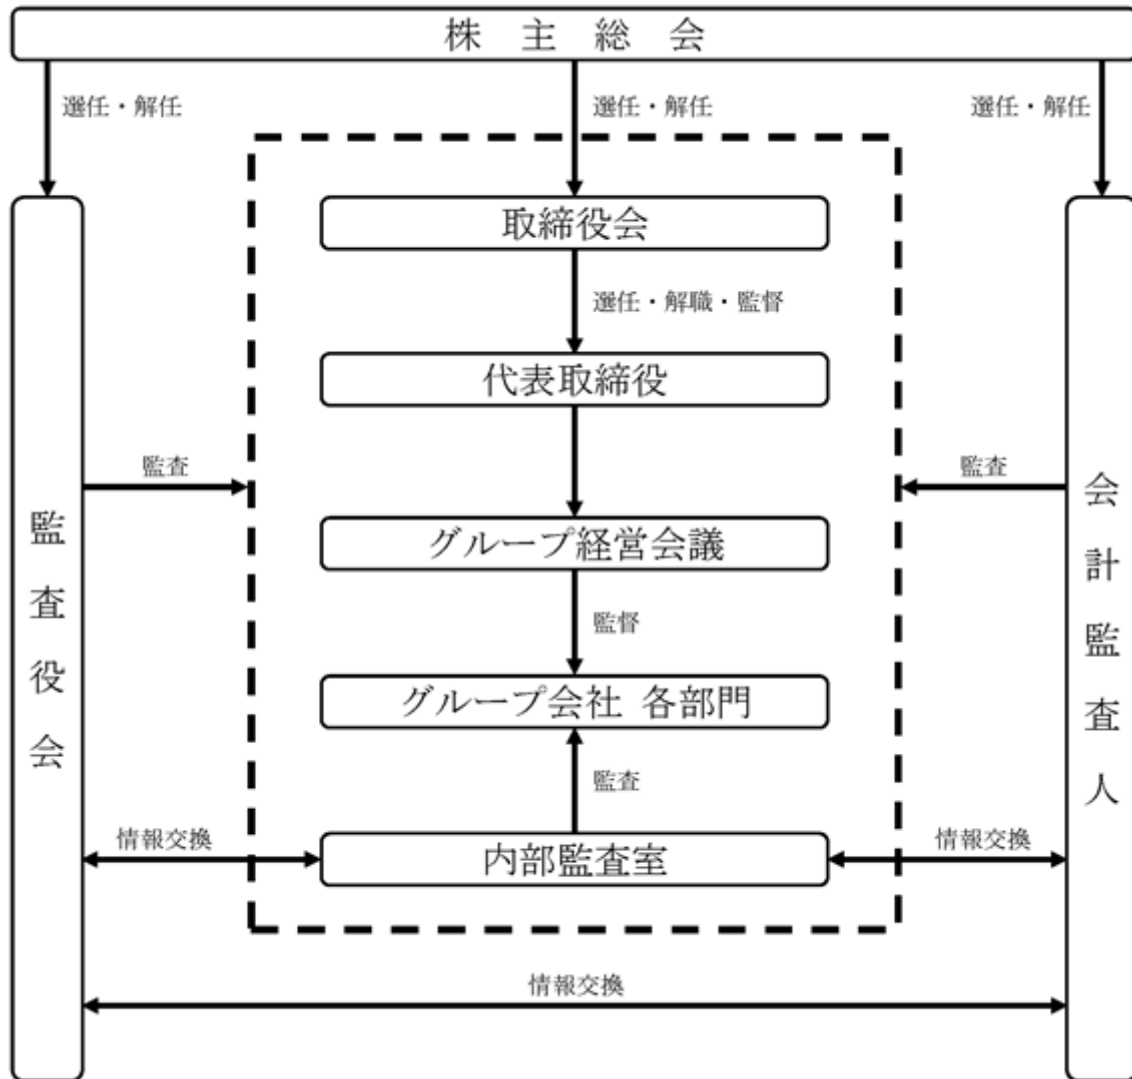 株主総会
選任・解任
選任・解任
選任・解任
取締役会
選任・解職・監督
代表取締役
監査
監査
グループ経営会議
監督
グループ会社 各部門
監査
情報交換
情報交換
内部監査室
情報交換
監査役会
会計監査人